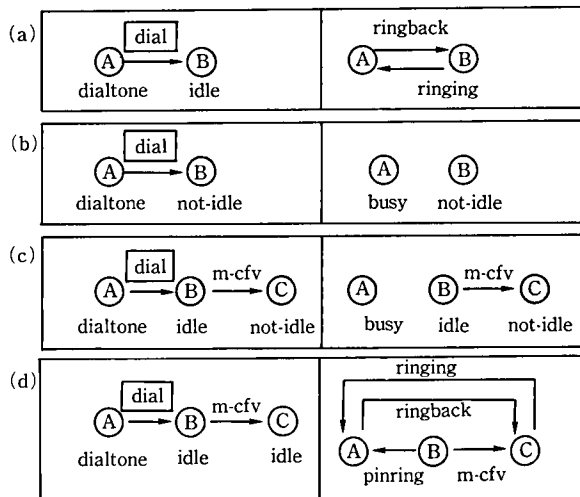 (a)
dial
A B
dialtone idle
ringback
A B
ringing
(b)
dial
A B
dialtone not-idle
A B
busy not-idle
(c)
dial m-cfv
A B C
dialtone idle not-idle
m-cfv
A B C
busy idle not-idle
(d)
dial m-cfv
A B C
dialtone idle idle
ringing
ringback
A B C
pinring m-cfv